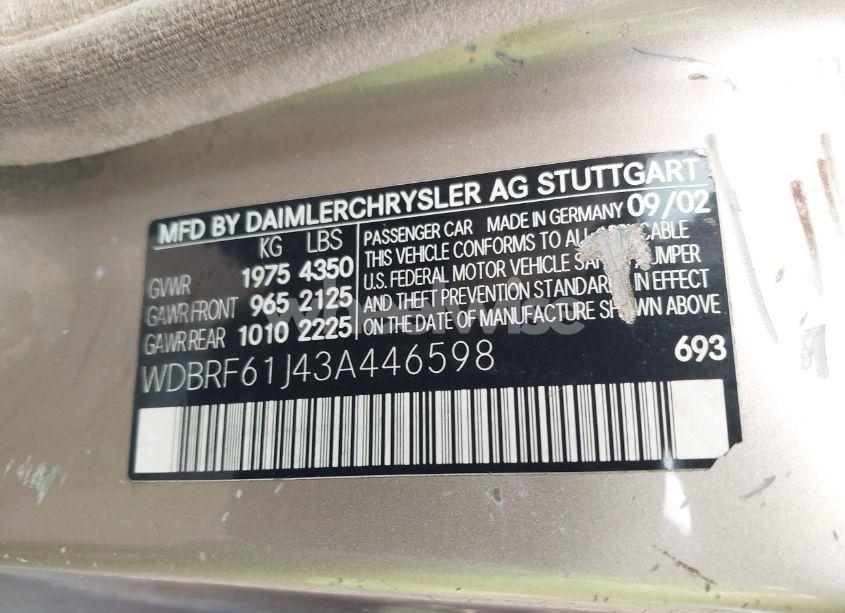 MFD BY DAIMLERCHRYSLER AG STUTTGART
KG LBS
GVWR 1975 4350
GAWR FRONT 965 2125
GAWR REAR 1010 2225
PASSENGER CAR MADE IN GERMANY 09/02
THIS VEHICLE CONFORMS TO
U.S. FEDERAL MOTOR VEHICLE
AND THEFT PREVENTION STANDARD IN EFFECT
ON THE DATE OF MANUFACTURE SHOWN ABOVE
WDBRF61J43A446598
693